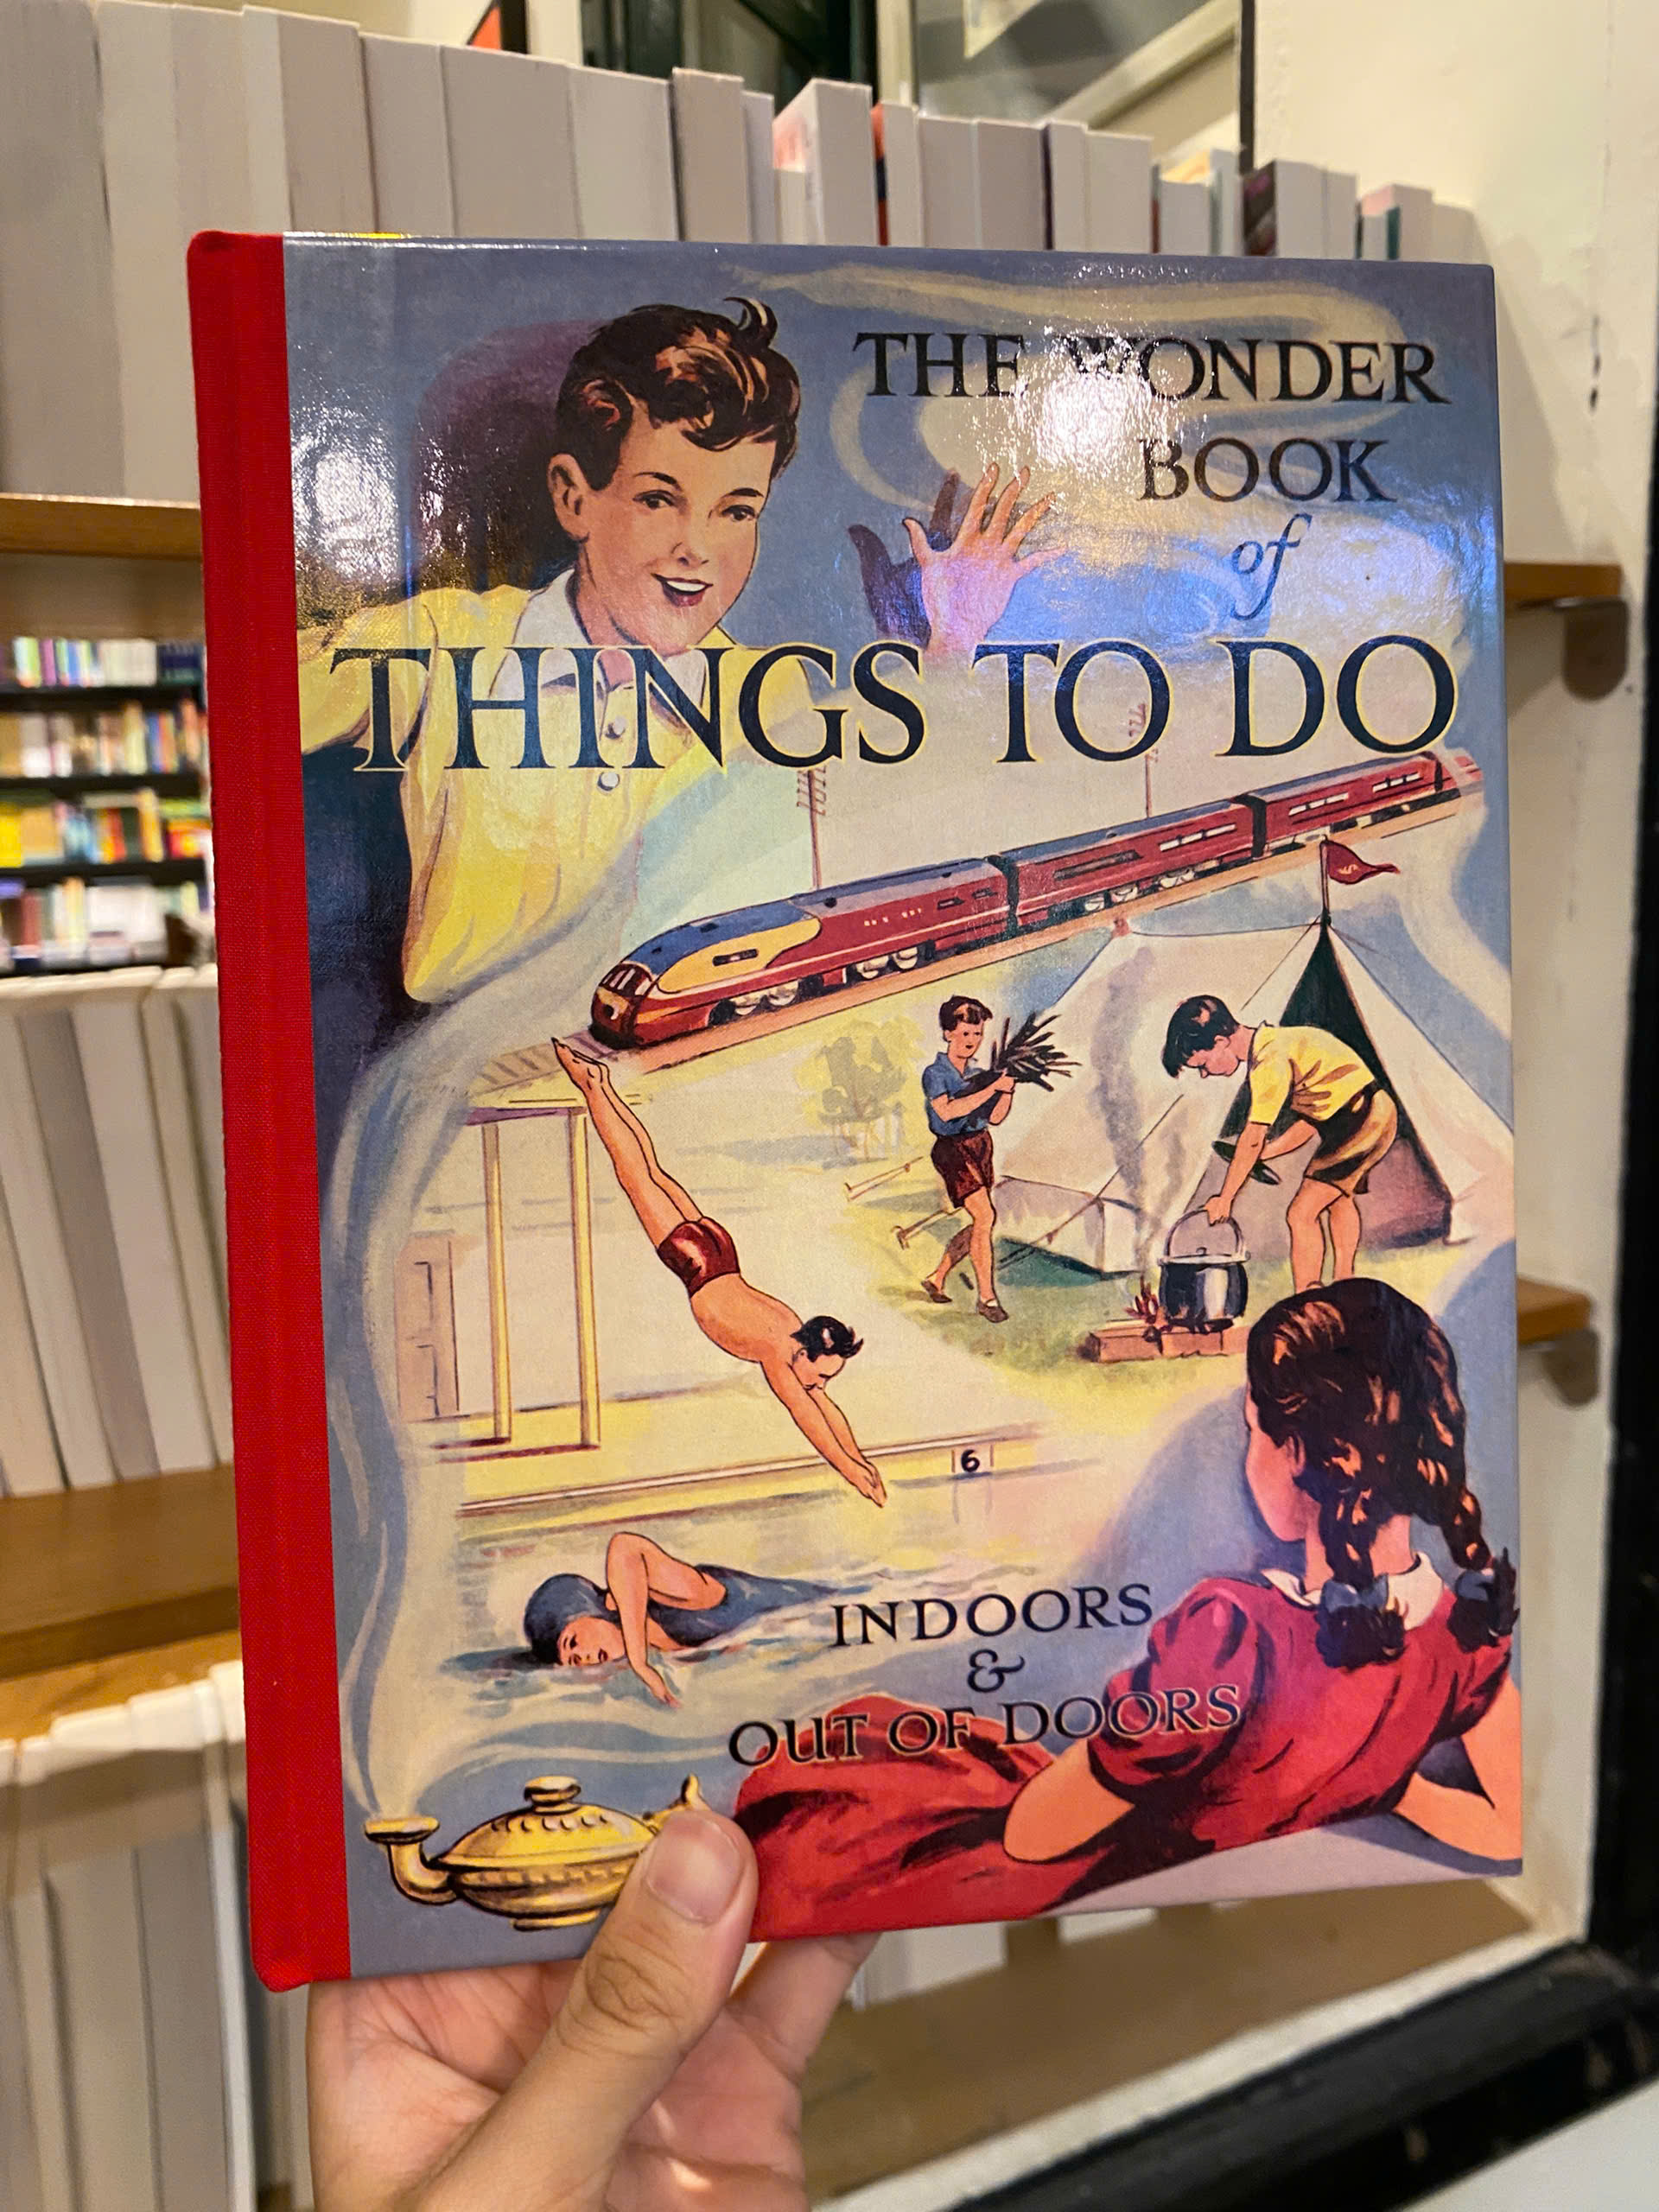 THE WONDER
BOOK
of
THINGS TO DO
6
INDOORS
&
OUT OF DOORS